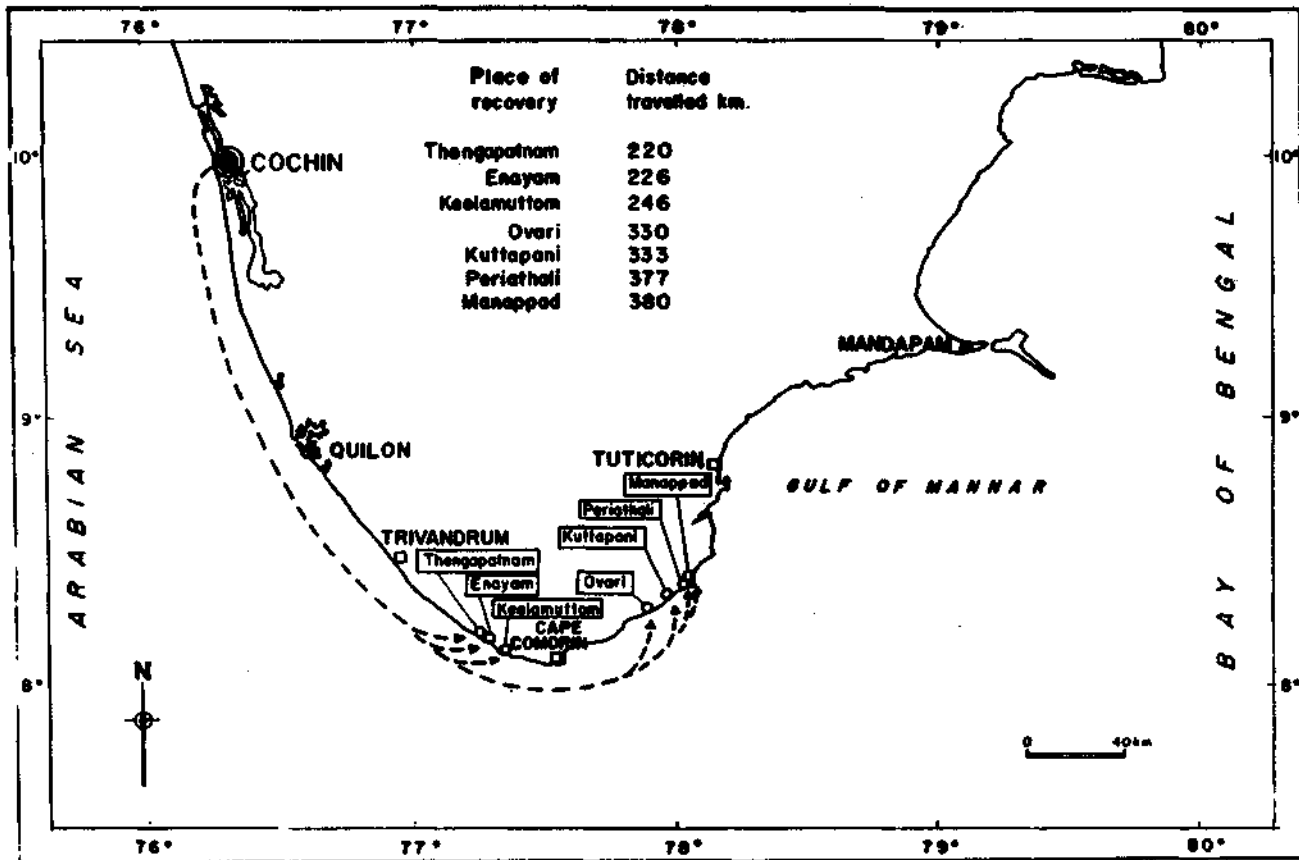 76° 77° 78° 79° 80°
Place of recovery Distance travelled km.
Thengapatnam 220
Enayam 226
Keelamuttom 246
Ovari 330
Kuttapani 333
Periathali 377
Manappad 380
10° COCHIN 10°
ARABIAN SEA
BAY OF BENGAL
MANDAPAM
9° 9°
QUILON
TUTICORIN
Manappad
GULF OF MANNAR
Periathali
TRIVANDRUM
Kuttapani
Thengapatnam
Enayam
Ovari
Keelamuttom
CAPE
COMORIN
N
8° 8°
0 40km
76° 77° 78° 79° 80°